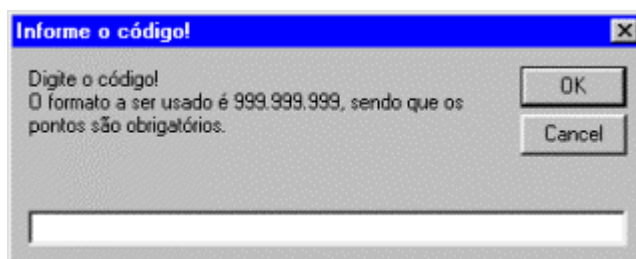 Informe o código!
Digite o código!
O formato a ser usado é 999.999.999, sendo que os
pontos são obrigatórios.
OK
Cancel